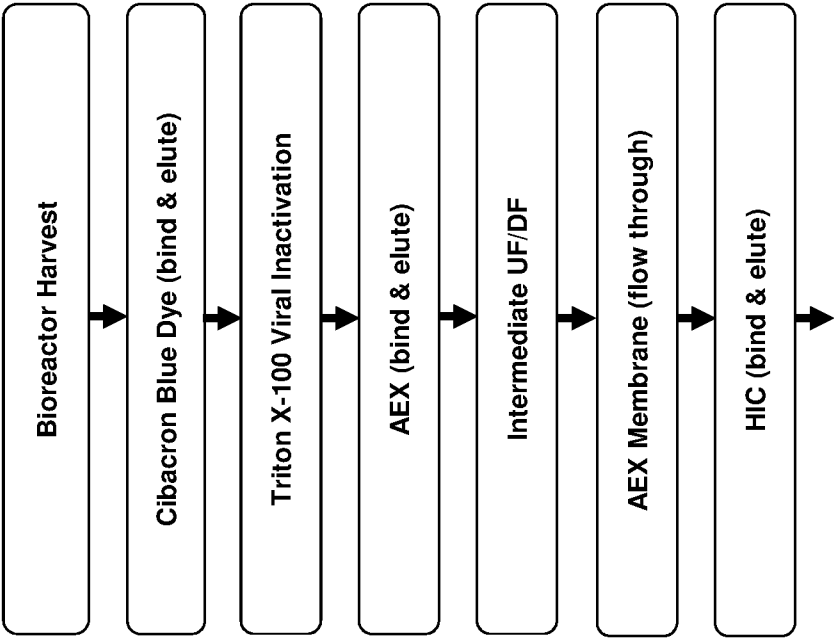 Bioreactor Harvest
Cibacron Blue Dye (bind & elute)
Triton X-100 Viral Inactivation
AEX (bind & elute)
Intermediate UF/DF
AEX Membrane (flow through)
HIC (bind & elute)